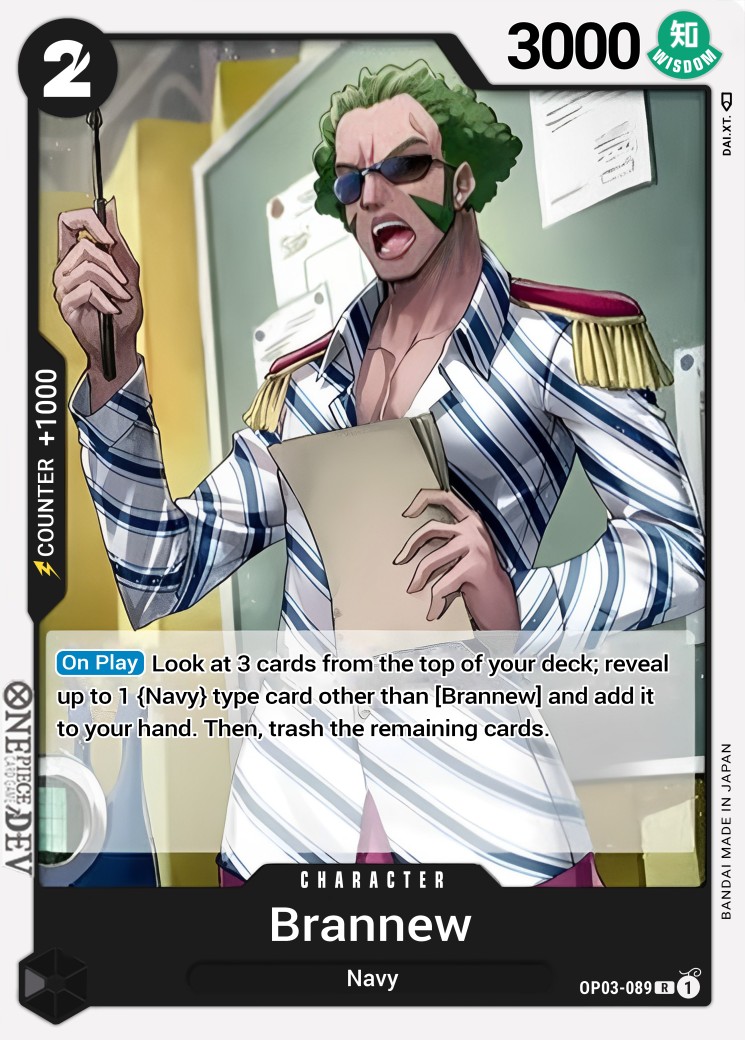 2
3000
知
WISDOM
DAI.XT.
COUNTER +1000
On Play Look at 3 cards from the top of your deck; reveal
up to 1 {Navy} type card other than [Brannew] and add it
to your hand. Then, trash the remaining cards.
ONE PIECE
CARD GAME
/DEV
BANDAI MADE IN JAPAN
CHARACTER
Brannew
Navy
OP03-089 R 1